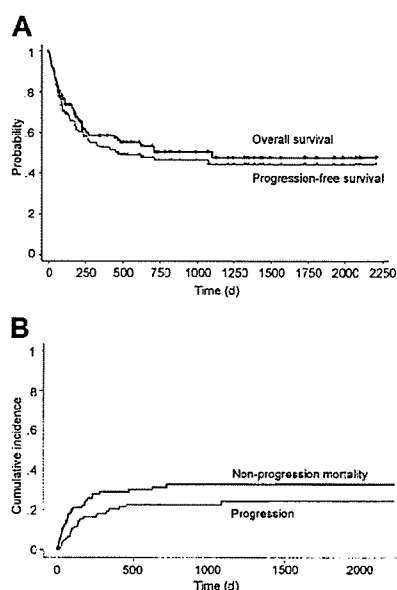 A
1
.8
.6
.4
.2
0
Probability
Overall survival
Progression-free survival
0 250 500 750 1000 1250 1500 1750 2000 2250
Time (d)
B
1
.8
.6
.4
.2
0
Cumulative incidence
Non-progression mortality
Progression
0 500 1000 1500 2000
Time (d)